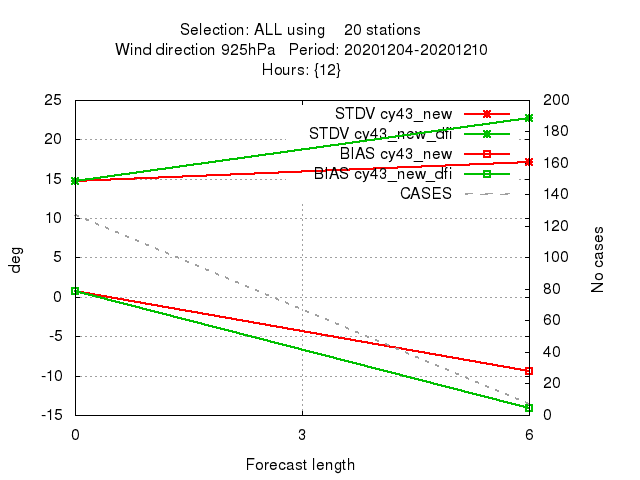 Selection: ALL using 20 stations
Wind direction 925hPa Period: 20201204-20201210
Hours: {12}
25 200
STDV cy43_new
180
20 STDV cy43_new_dfi
160
BIAS cy43_new
15 BIAS cy43_new_dfi
140
CASES
10 120
5 100
0 80
60
-5
40
-10 20
-15 0
0 3 6
deg
No cases
Forecast length